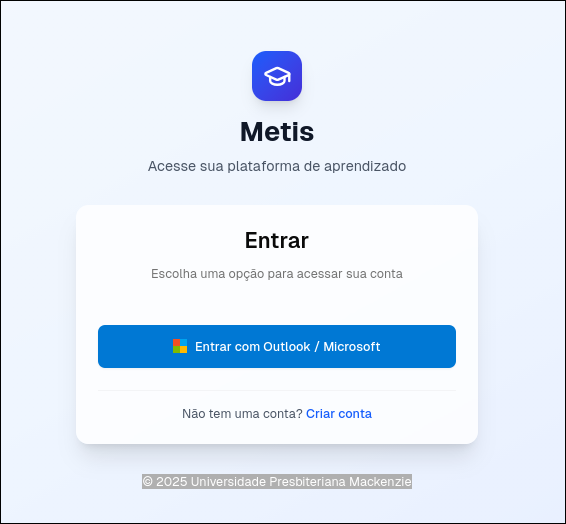 Metis
Acesse sua plataforma de aprendizado
Entrar
Escolha uma opção para acessar sua conta
Entrar com Outlook / Microsoft
Não tem uma conta? Criar conta
© 2025 Universidade Presbiteriana Mackenzie